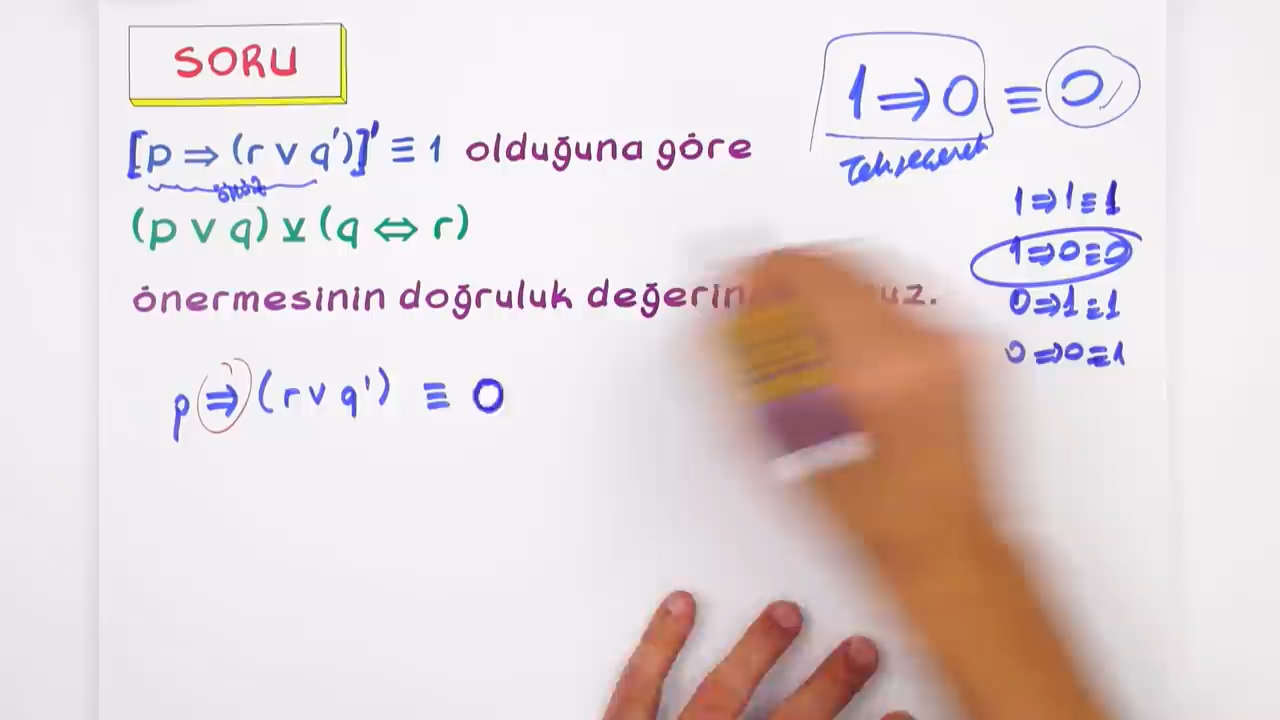 SORU
[p ⇒ (r ∨ q')]' ≡ 1 olduğuna göre
(p ∨ q) ⊻ (q ⇔ r)
önermesinin doğruluk
p ⇒ (r ∨ q') ≡ 0
1 ⇒ 0 ≡ 0
1 ⇒ 1 ≡ 1
1 ⇒ 0 ≡ 0
0 ⇒ 1 ≡ 1
0 ⇒ 0 ≡ 1